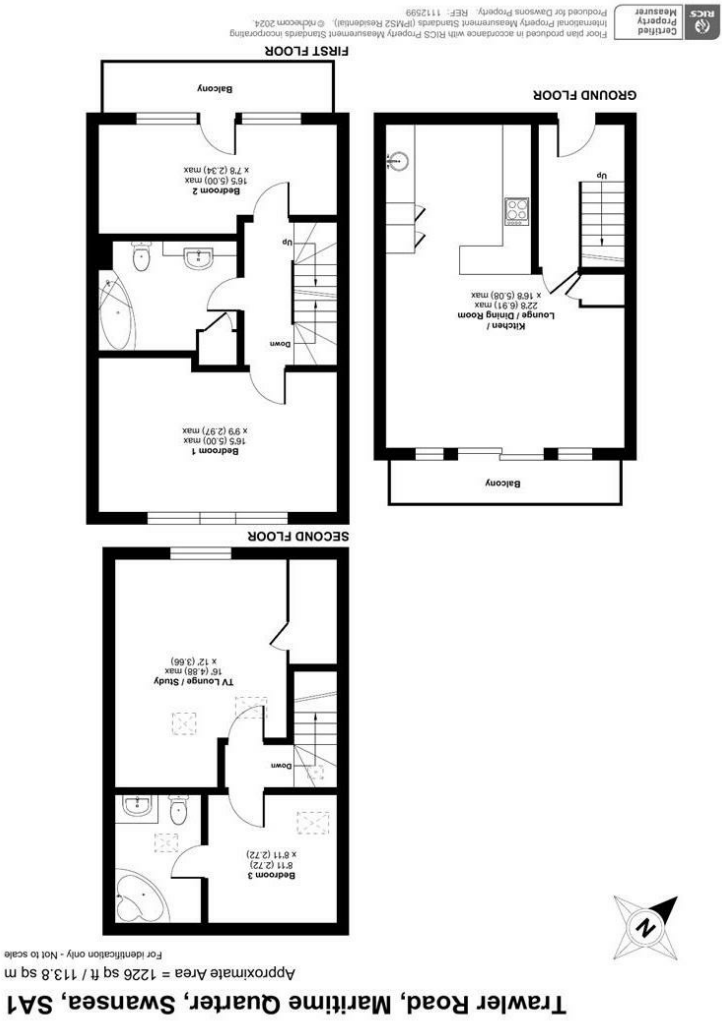 Trawler Road, Maritime Quarter, Swansea, SA1
Approximate Area = 1226 sq ft / 113.8 sq m
For identification only - Not to scale
N
Bedroom 3
8'11 (2.72)
x 8'11 (2.72)
Down
TV Lounge / Study
16' (4.88) max
x 12' (3.66)
SECOND FLOOR
Balcony
Kitchen /
Lounge / Dining Room
22'8 (6.91) max
x 16'8 (5.08) max
Up
GROUND FLOOR
Bedroom 1
16'5 (5.00) max
x 9'9 (2.97) max
Down
Up
Bedroom 2
16'5 (5.00) max
x 7'8 (2.34) max
Balcony
FIRST FLOOR
Certified
Property
Measurer
RICS
Floor plan produced in accordance with RICS Property Measurement Standards incorporating
International Property Measurement Standards (IPMS2 Residential). © nichecom 2024.
Produced for Dawsons Property. REF: 1112599